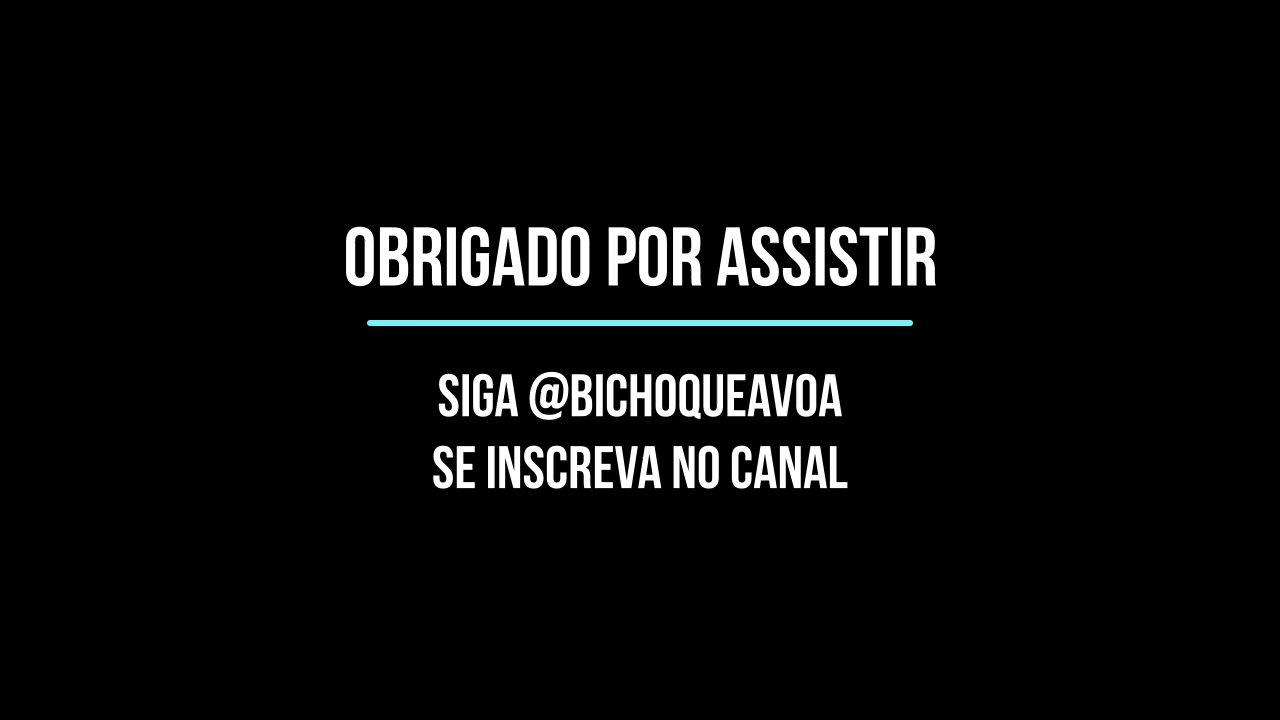 OBRIGADO POR ASSISTIR
SIGA @BICHOQUEAVOA
SE INSCREVA NO CANAL